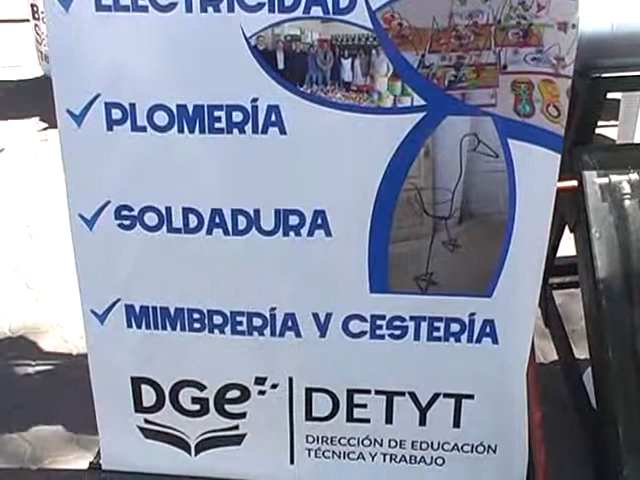 ELECTRICIDAD
PLOMERÍA
SOLDADURA
MIMBRERÍA Y CESTERÍA
DGe
DETYT
DIRECCIÓN DE EDUCACIÓN
TÉCNICA Y TRABAJO